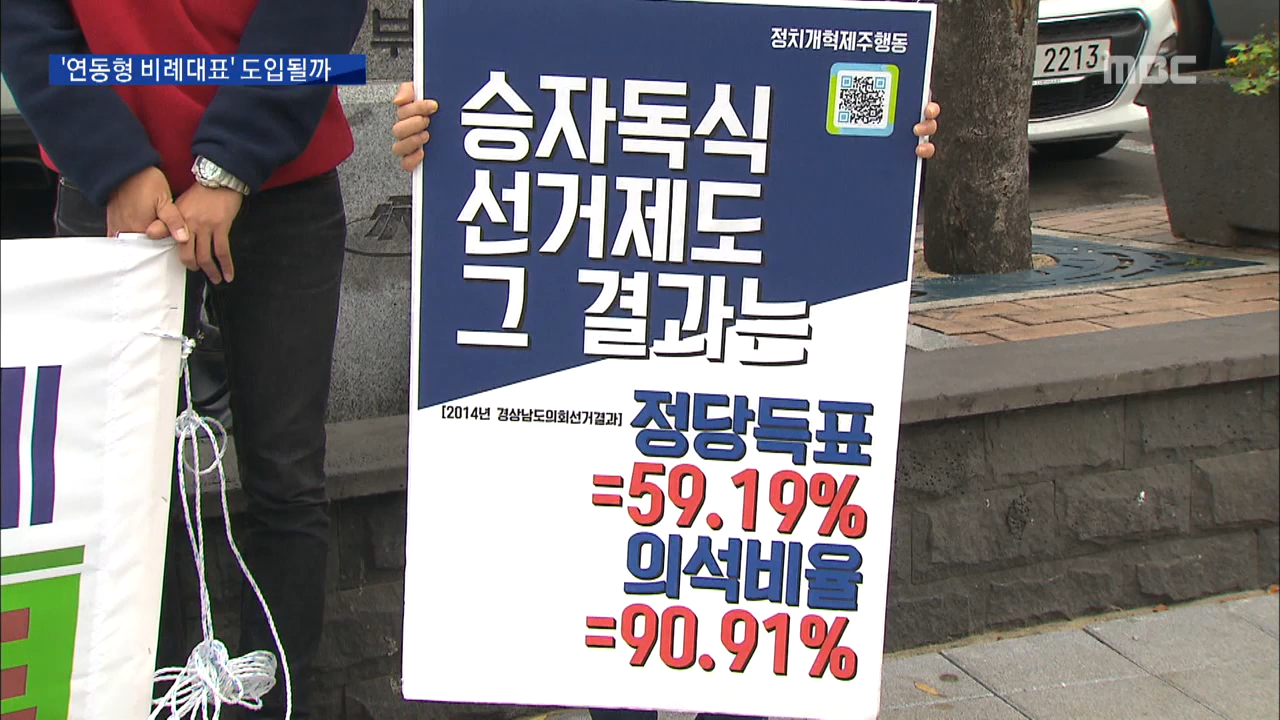 '연동형 비례대표' 도입될까
2213
MBC
정치개혁제주행동
승자독식
선거제도
그 결과는
[2014년 경상남도의회선거결과]
정당득표
=59.19%
의석비율
=90.91%